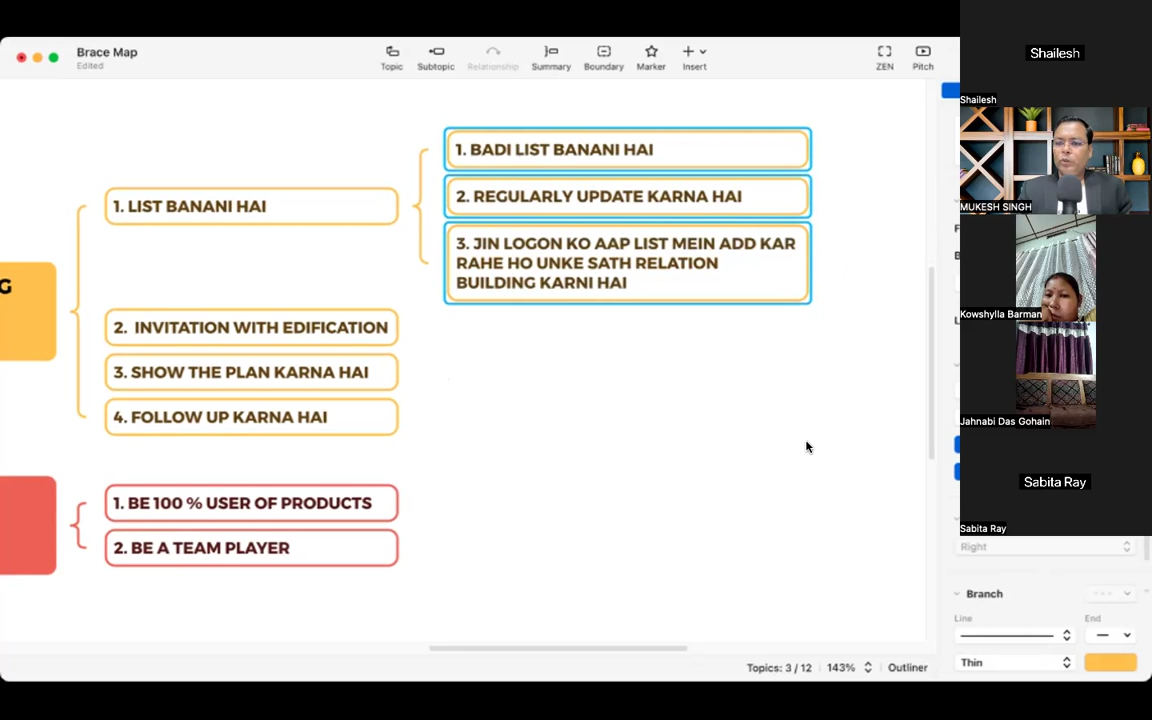 Brace Map
Edited
Topic
Subtopic
Relationship
Summary
Boundary
Marker
Insert
ZEN
Pitch
Shailesh
Shailesh
MUKESH SINGH
Kowshylla Barman
Jahnabi Das Gohain
Sabita Ray
Sabita Ray
G
1. LIST BANANI HAI
1. BADI LIST BANANI HAI
2. REGULARLY UPDATE KARNA HAI
3. JIN LOGON KO AAP LIST MEIN ADD KAR
RAHE HO UNKE SATH RELATION
BUILDING KARNI HAI
2. INVITATION WITH EDIFICATION
3. SHOW THE PLAN KARNA HAI
4. FOLLOW UP KARNA HAI
1. BE 100 % USER OF PRODUCTS
2. BE A TEAM PLAYER
Right
Branch
Line
End
Thin
Topics: 3 / 12
143%
Outliner